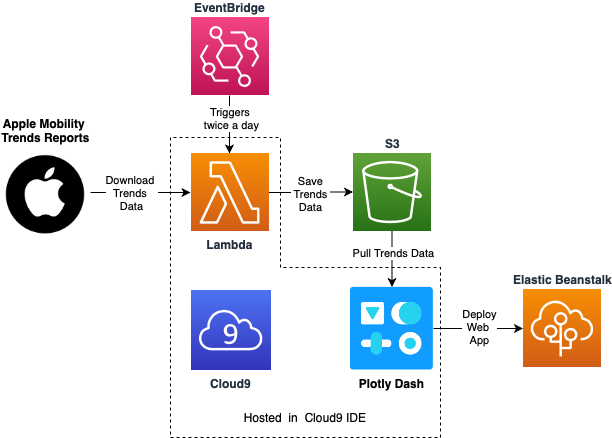 EventBridge
Triggers
twice a day
Apple Mobility
Trends Reports
Download
Trends
Data
Lambda
Save
Trends
Data
S3
Pull Trends Data
9
Cloud9
Plotly Dash
Deploy
Web
App
Elastic Beanstalk
Hosted in Cloud9 IDE